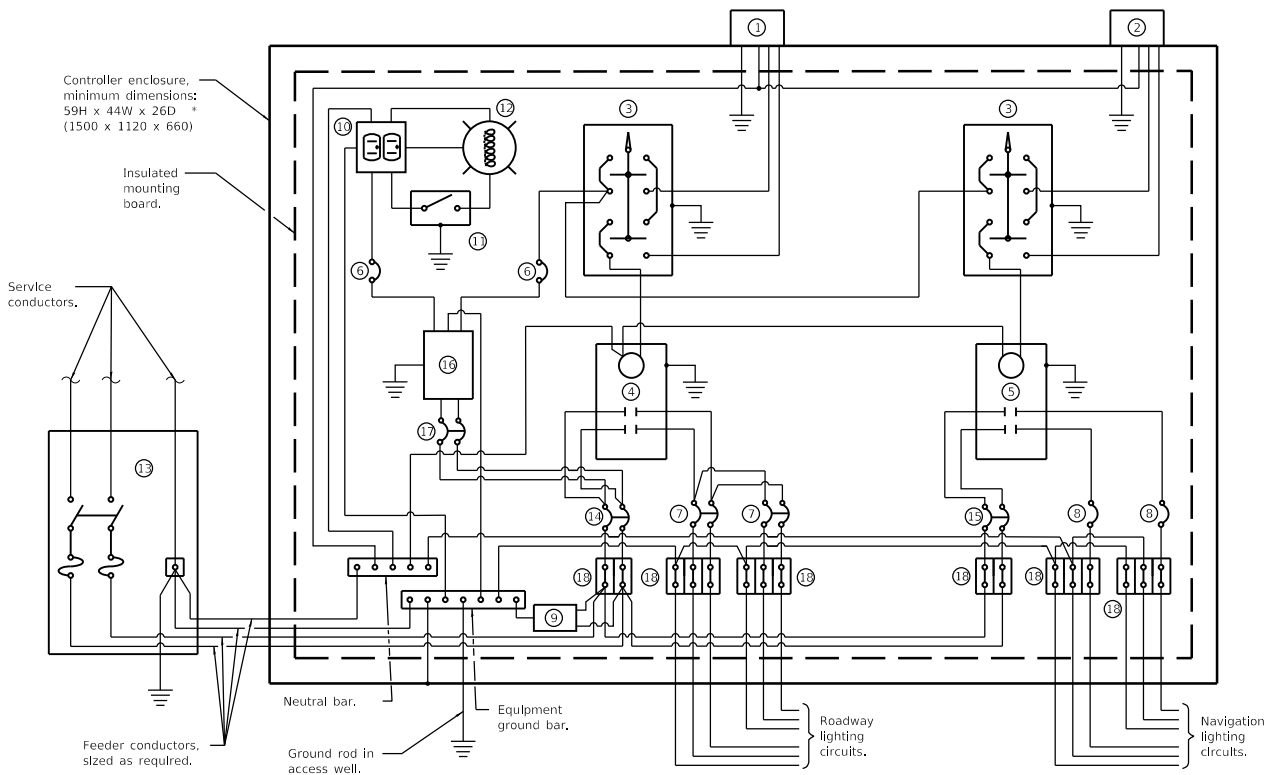 1
2
Controller enclosure,
minimum dimensions:
59H x 44W x 26D *
(1500 x 1120 x 660)
12
3
3
10
Insulated
mounting
board.
11
6
6
Service
conductors.
16
4
5
17
13
14
7
7
15
8
8
18
18
18
18
18
18
9
Neutral bar.
Equipment
ground bar.
Roadway
lighting
circuits.
Navigation
lighting
circuits.
Feeder conductors,
sized as required.
Ground rod in
access well.